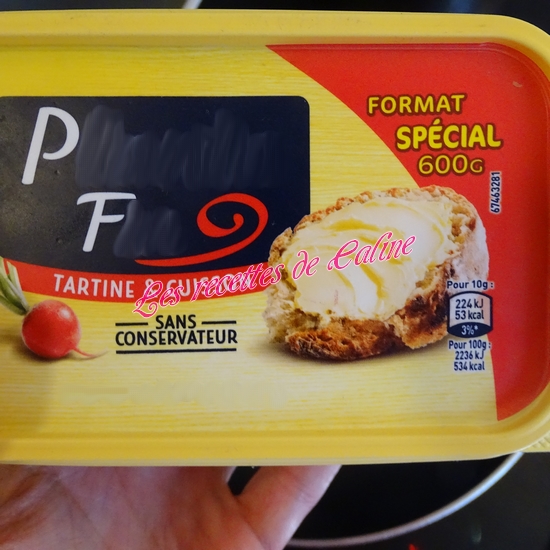 P
F
FORMAT
SPÉCIAL
600G
67463281
TARTINE & CUISSON
Les recettes de Caline
SANS
CONSERVATEUR
Pour 10g :
224 kJ
53 kcal
3%*
Pour 100g :
2236 kJ
534 kcal